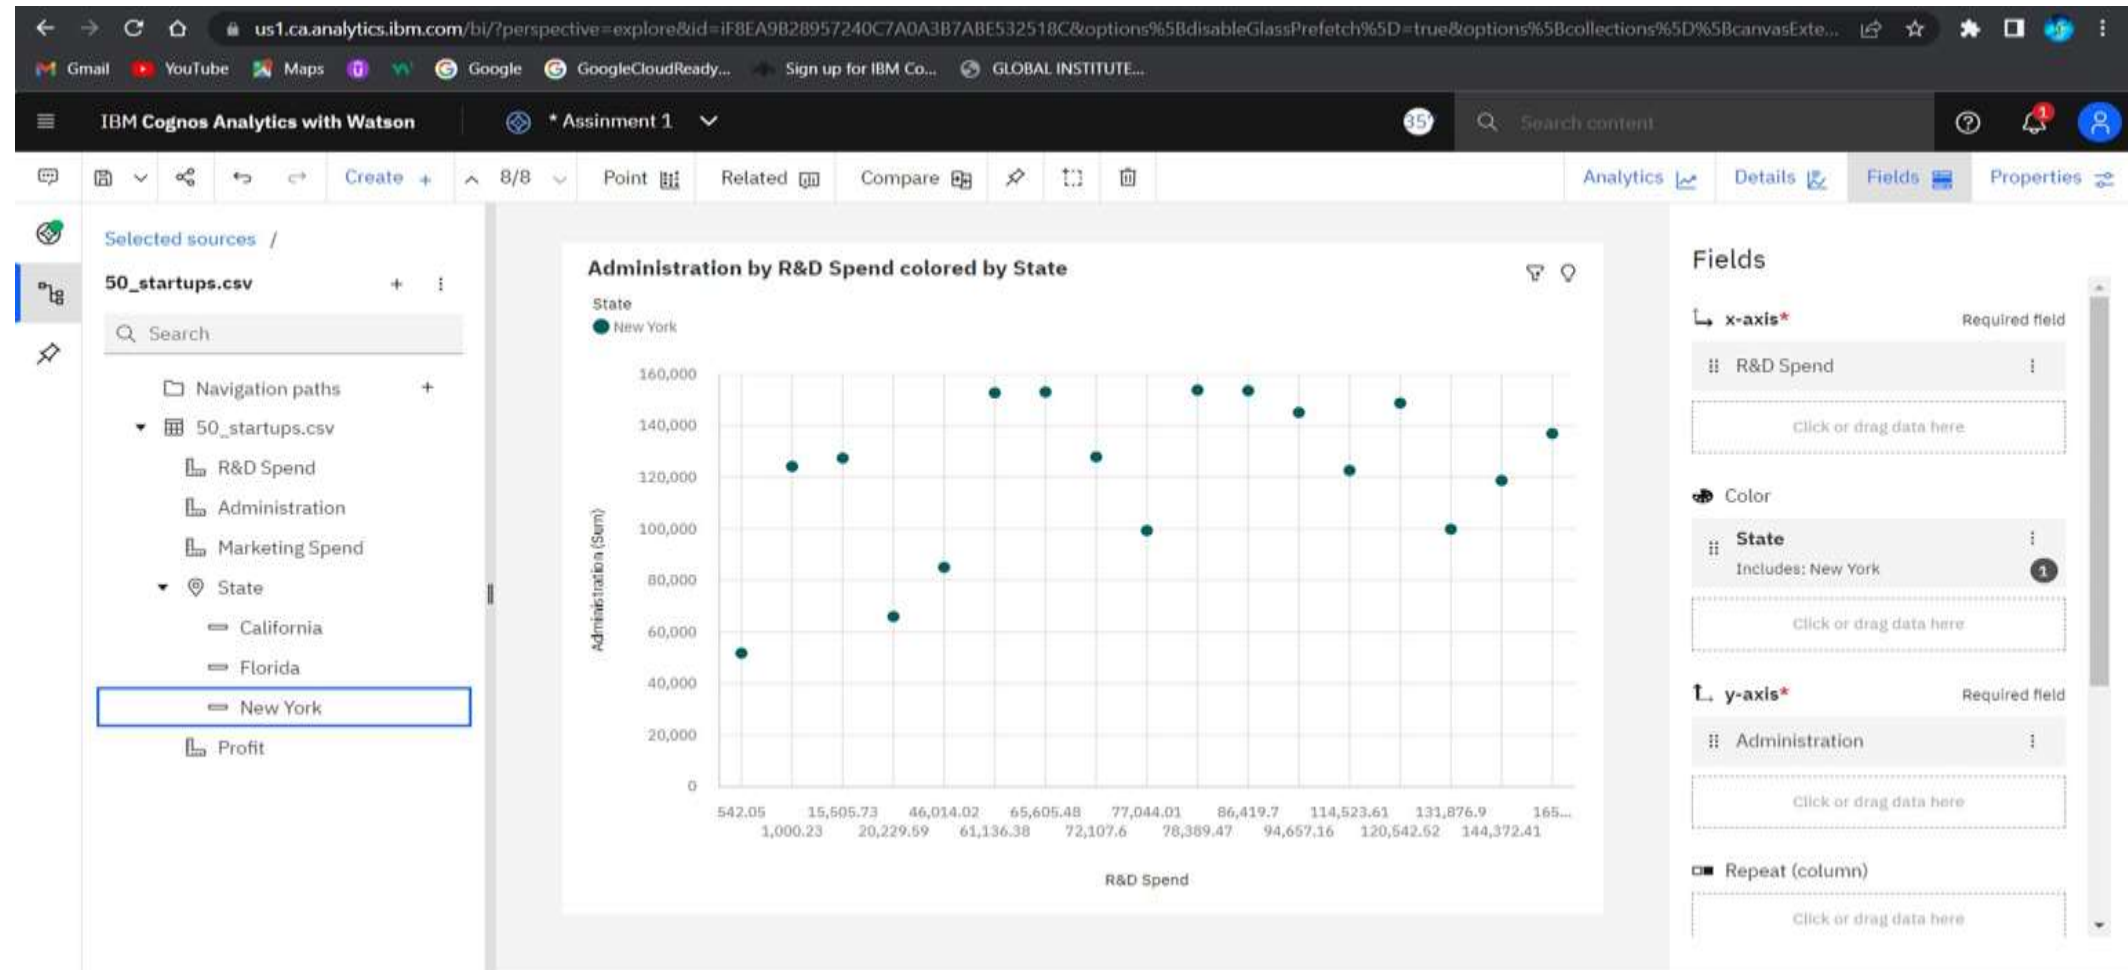 us1.ca.analytics.ibm.com/bi/?perspective=explore&id=iF8EA9B28957240C7A0A3B7ABE532518C&options%5BdisableGlassPrefetch%5D=true&options%5Bcollections%5D%5BcanvasExte...
Gmail YouTube Maps Google GoogleCloudReady... Sign up for IBM Co... GLOBAL INSTITUTE...
IBM Cognos Analytics with Watson * Assinment 1 35' Search content 1
Create + 8/8 Point Related Compare Analytics Details Fields Properties
Selected sources /
50_startups.csv
Search
Navigation paths
50_startups.csv
R&D Spend
Administration
Marketing Spend
State
California
Florida
New York
Profit
Administration by R&D Spend colored by State
State
New York
160,000
140,000
120,000
100,000
80,000
60,000
40,000
20,000
0
Administration (Sum)
542.05 15,505.73 46,014.02 65,605.48 77,044.01 86,419.7 114,523.61 131,876.9 165...
1,000.23 20,229.59 61,136.38 72,107.6 78,389.47 94,657.16 120,542.52 144,372.41
R&D Spend
Fields
x-axis* Required field
R&D Spend
Click or drag data here
Color
State
Includes: New York 1
Click or drag data here
y-axis* Required field
Administration
Click or drag data here
Repeat (column)
Click or drag data here